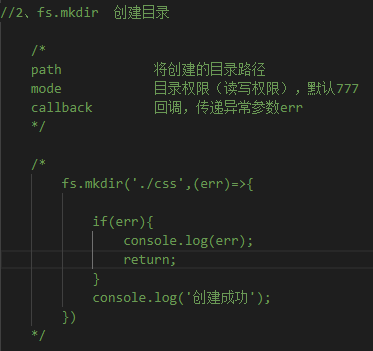 //2、fs.mkdir  创建目录
/*
path            将创建的目录路径
mode            目录权限（读写权限），默认777
callback        回调，传递异常参数err
*/
/*
fs.mkdir('./css',(err)=>{
if(err){
console.log(err);
return;
}
console.log('创建成功');
})
*/